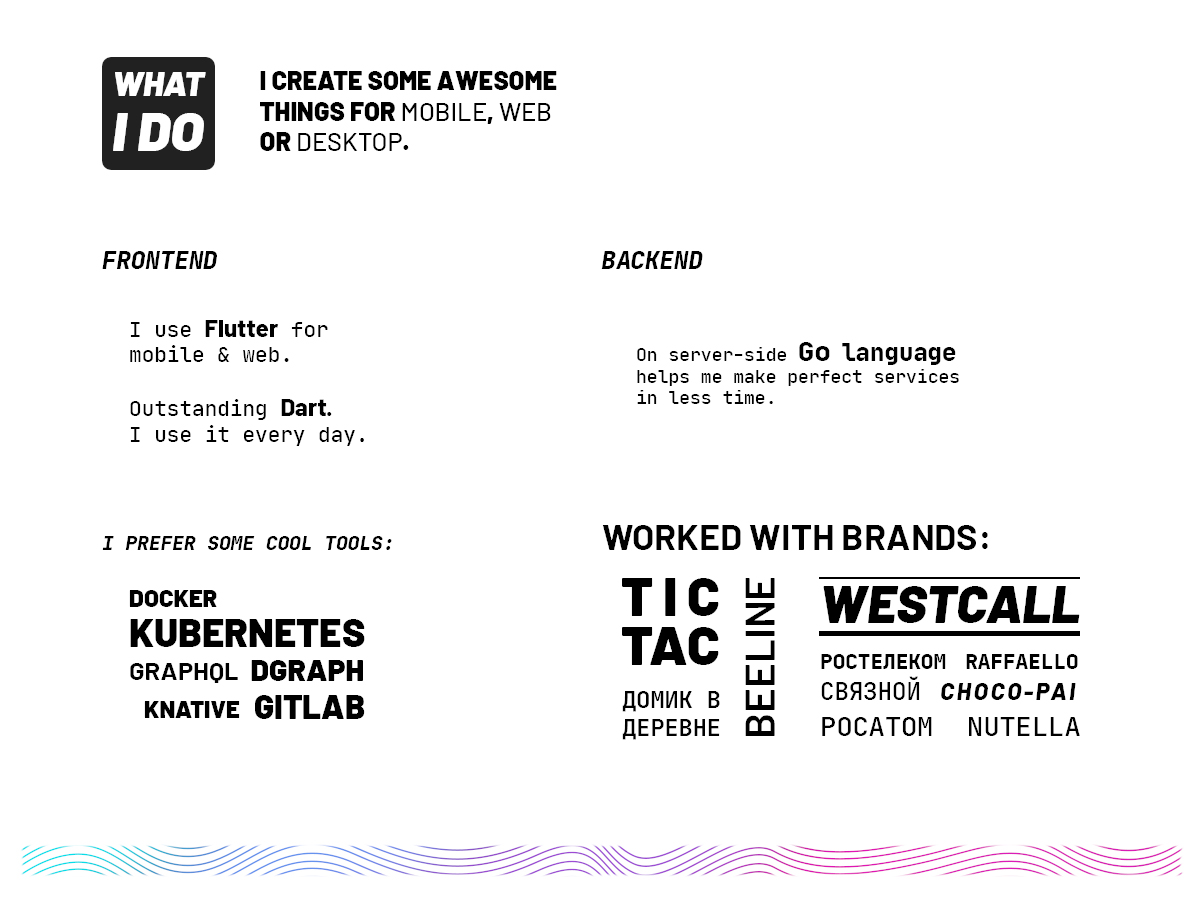 WHAT
I DO
I CREATE SOME AWESOME
THINGS FOR MOBILE, WEB
OR DESKTOP.
FRONTEND
I use Flutter for
mobile & web.
Outstanding Dart.
I use it every day.
BACKEND
On server-side Go language
helps me make perfect services
in less time.
I PREFER SOME COOL TOOLS:
DOCKER
KUBERNETES
GRAPHQL DGRAPH
KNATIVE GITLAB
WORKED WITH BRANDS:
TIC
TAC
ДОМИК В
ДЕРЕВНЕ
BEELINE
WESTCALL
РОСТЕЛЕКОМ RAFFAELLO
СВЯЗНОЙ CHOCO-PAI
РОСАТОМ NUTELLA